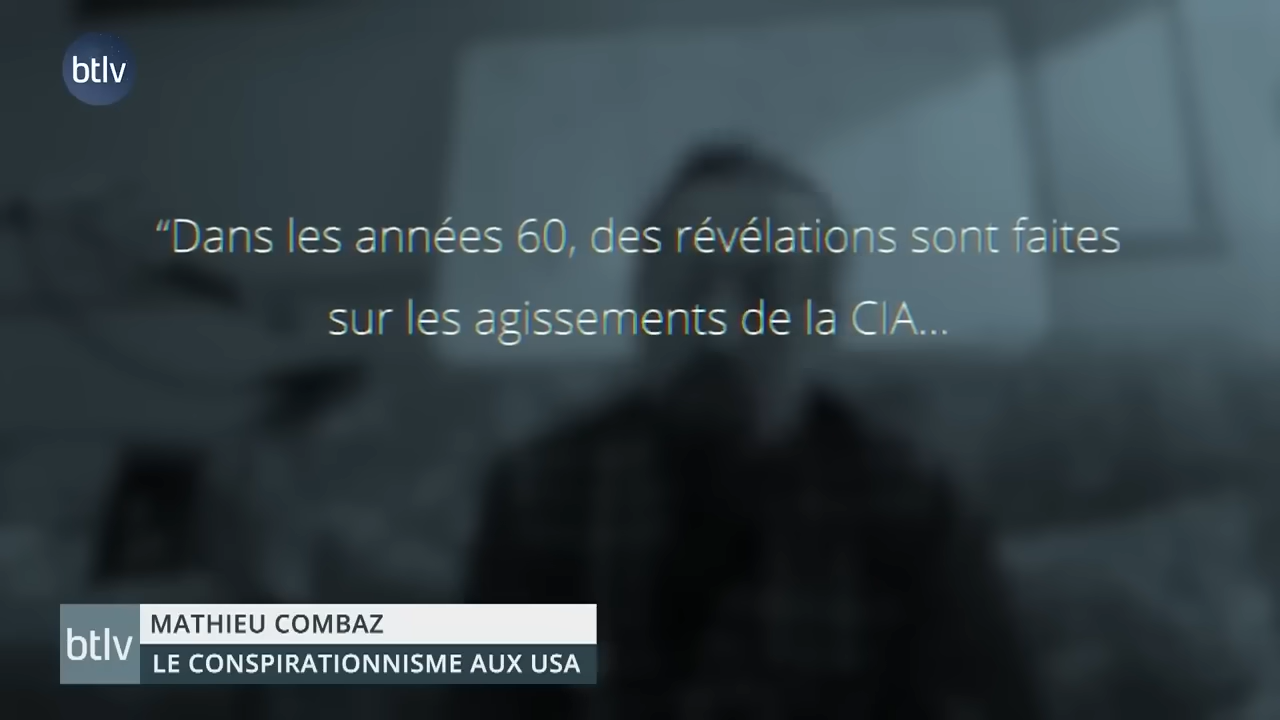 btlv
“Dans les années 60, des révélations sont faites
sur les agissements de la CIA...
btlv
MATHIEU COMBAZ
LE CONSPIRATIONNISME AUX USA